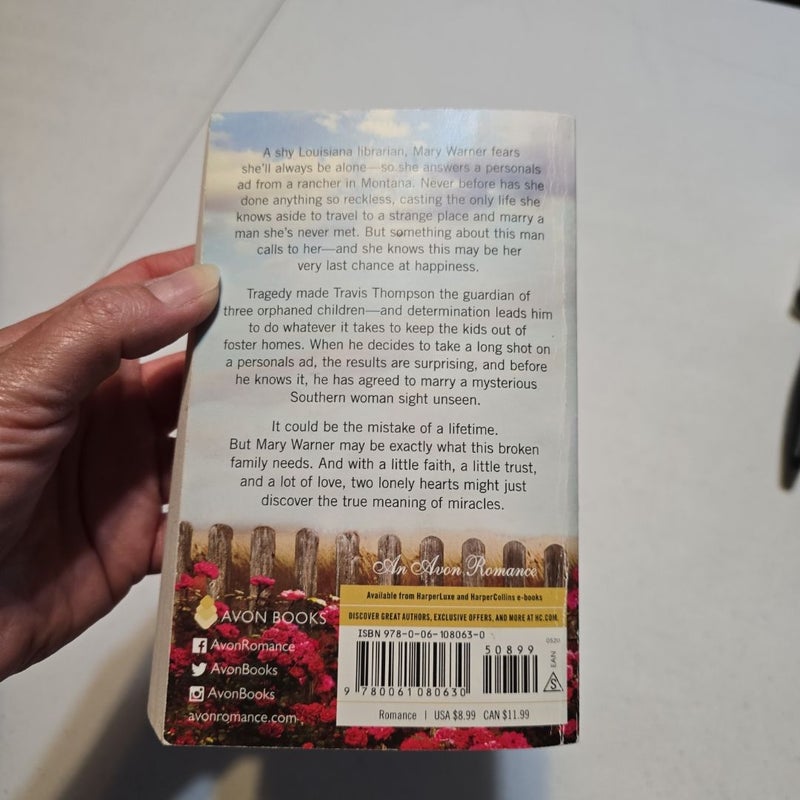 A shy Louisiana librarian, Mary Warner fears
she'll always be alone—so she answers a personals
ad from a rancher in Montana. Never before has she
done anything so reckless, casting the only life she
knows aside to travel to a strange place and marry a
man she's never met. But something about this man
calls to her—and she knows this may be her
very last chance at happiness.
Tragedy made Travis Thompson the guardian of
three orphaned children—and determination leads him
to do whatever it takes to keep the kids out of
foster homes. When he decides to take a long shot on
a personals ad, the results are surprising, and before
he knows it, he has agreed to marry a mysterious
Southern woman sight unseen.
It could be the mistake of a lifetime.
But Mary Warner may be exactly what this broken
family needs. And with a little faith, a little trust,
and a lot of love, two lonely hearts might just
discover the true meaning of miracles.
An Avon Romance
Available from HarperLuxe and HarperCollins e-books
DISCOVER GREAT AUTHORS, EXCLUSIVE OFFERS, AND MORE AT HC.COM.
AVON BOOKS
AvonRomance
AvonBooks
AvonBooks
avonromance.com
ISBN 978-0-06-108063-0
50899
0520
EAN
S
9 780061 080630
Romance | USA $8.99 CAN $11.99